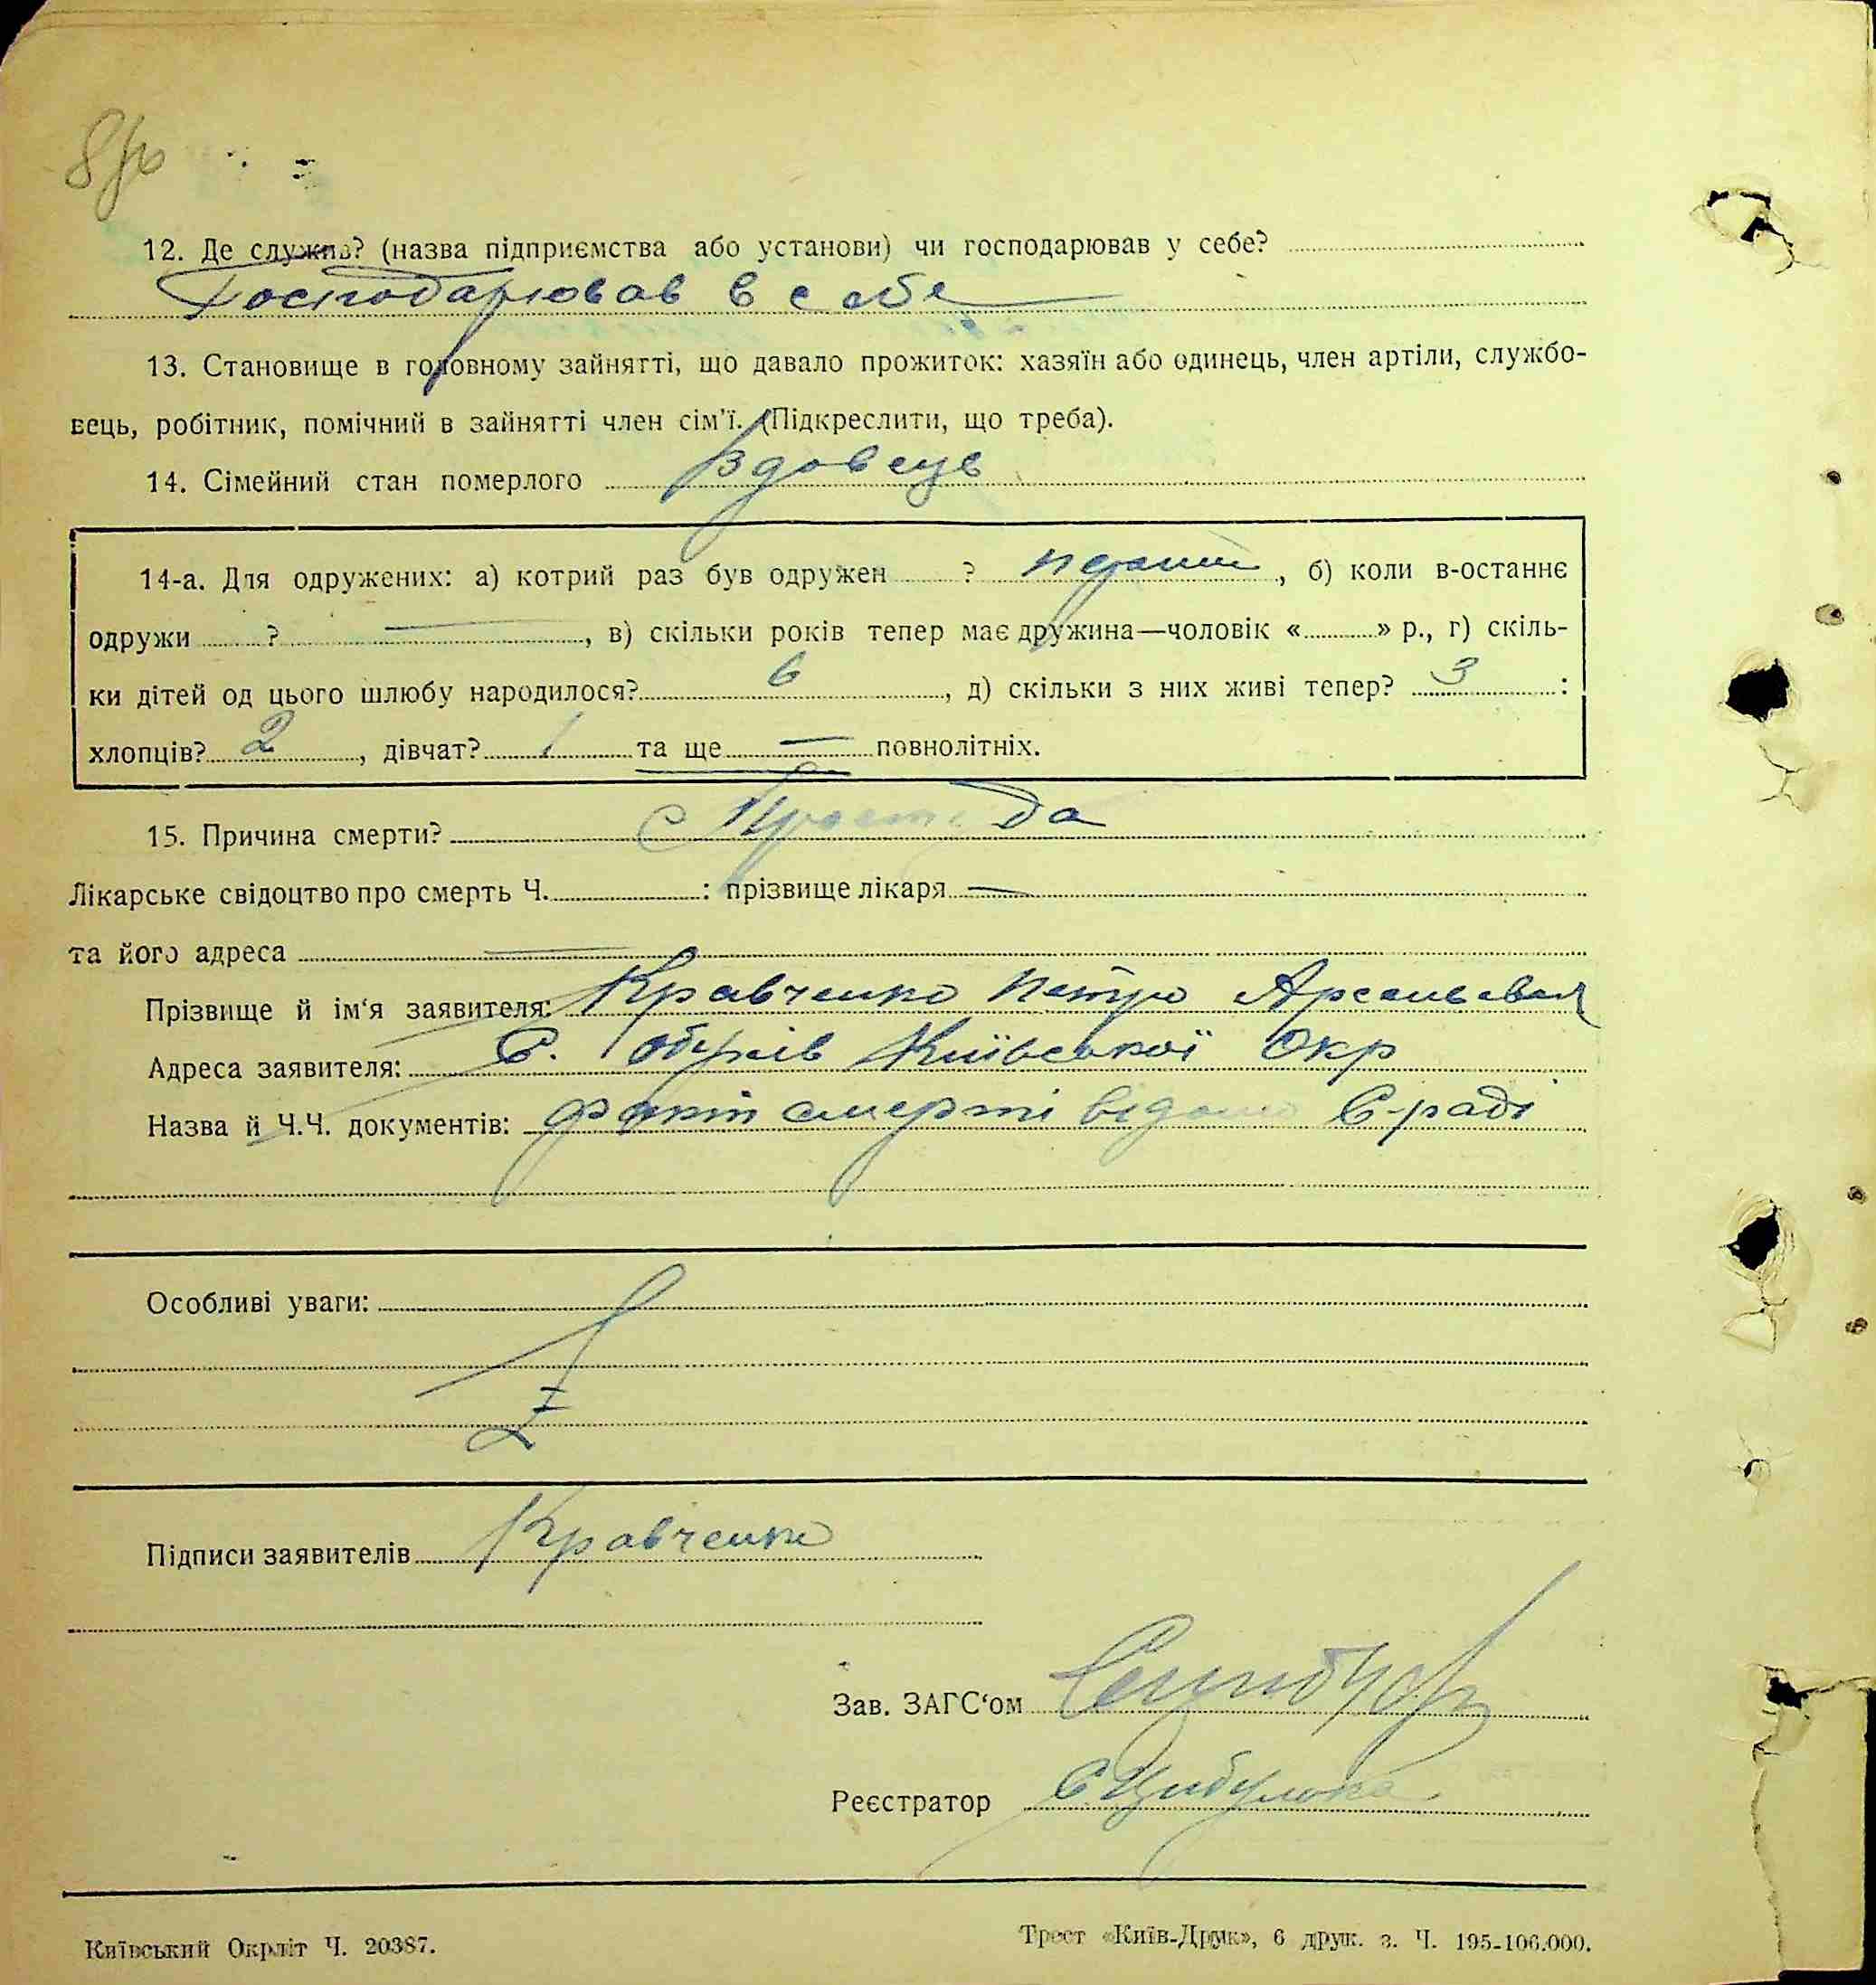 12. Де служив? (назва підприємства або установи) чи господарював у себе?
Господарював в себе
13. Становище в головному зайнятті, що давало прожиток: хазяїн або одинець, член артіли, службо-
вець, робітник, помічний в зайнятті член сім'ї. (Підкреслити, що треба).
14. Сімейний стан померлого Вдовець
14-а. Для одружених: а) котрий раз був одружен ? перший, б) коли в-останнє
одружи ? —, в) скільки років тепер має дружина—чоловік « » р., г) скіль-
ки дітей од цього шлюбу народилося? 6, д) скільки з них живі тепер? 3 :
хлопців? 2, дівчат? 1 та ще — повнолітніх.
15. Причина смерти?
Лікарське свідоцтво про смерть Ч. : прізвище лікаря —
та його адреса —
Прізвище й ім'я заявителя: Кравченко Петро
Адреса заявителя: С. Київської Окр
Назва й Ч.Ч. документів: факт смерті відомо С-раді
Особливі уваги:
Підписи заявителів Кравченко
Зав. ЗАГС'ом
Реєстратор С Цибулько
Київський Окрліт Ч. 20387.
Трест «Київ-Друк», 6 друк. з. Ч. 195-106.000.